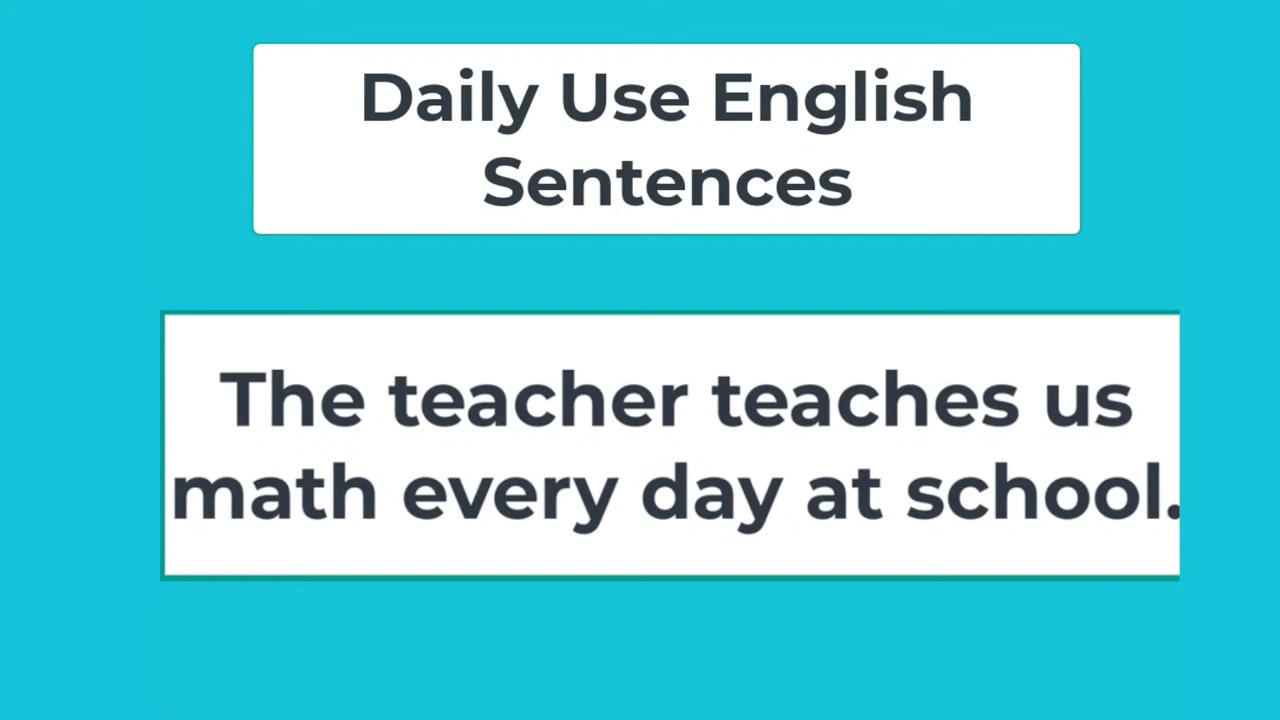 Daily Use English
Sentences
The teacher teaches us
math every day at school.